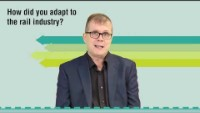 How did you adapt to
the rail industry?